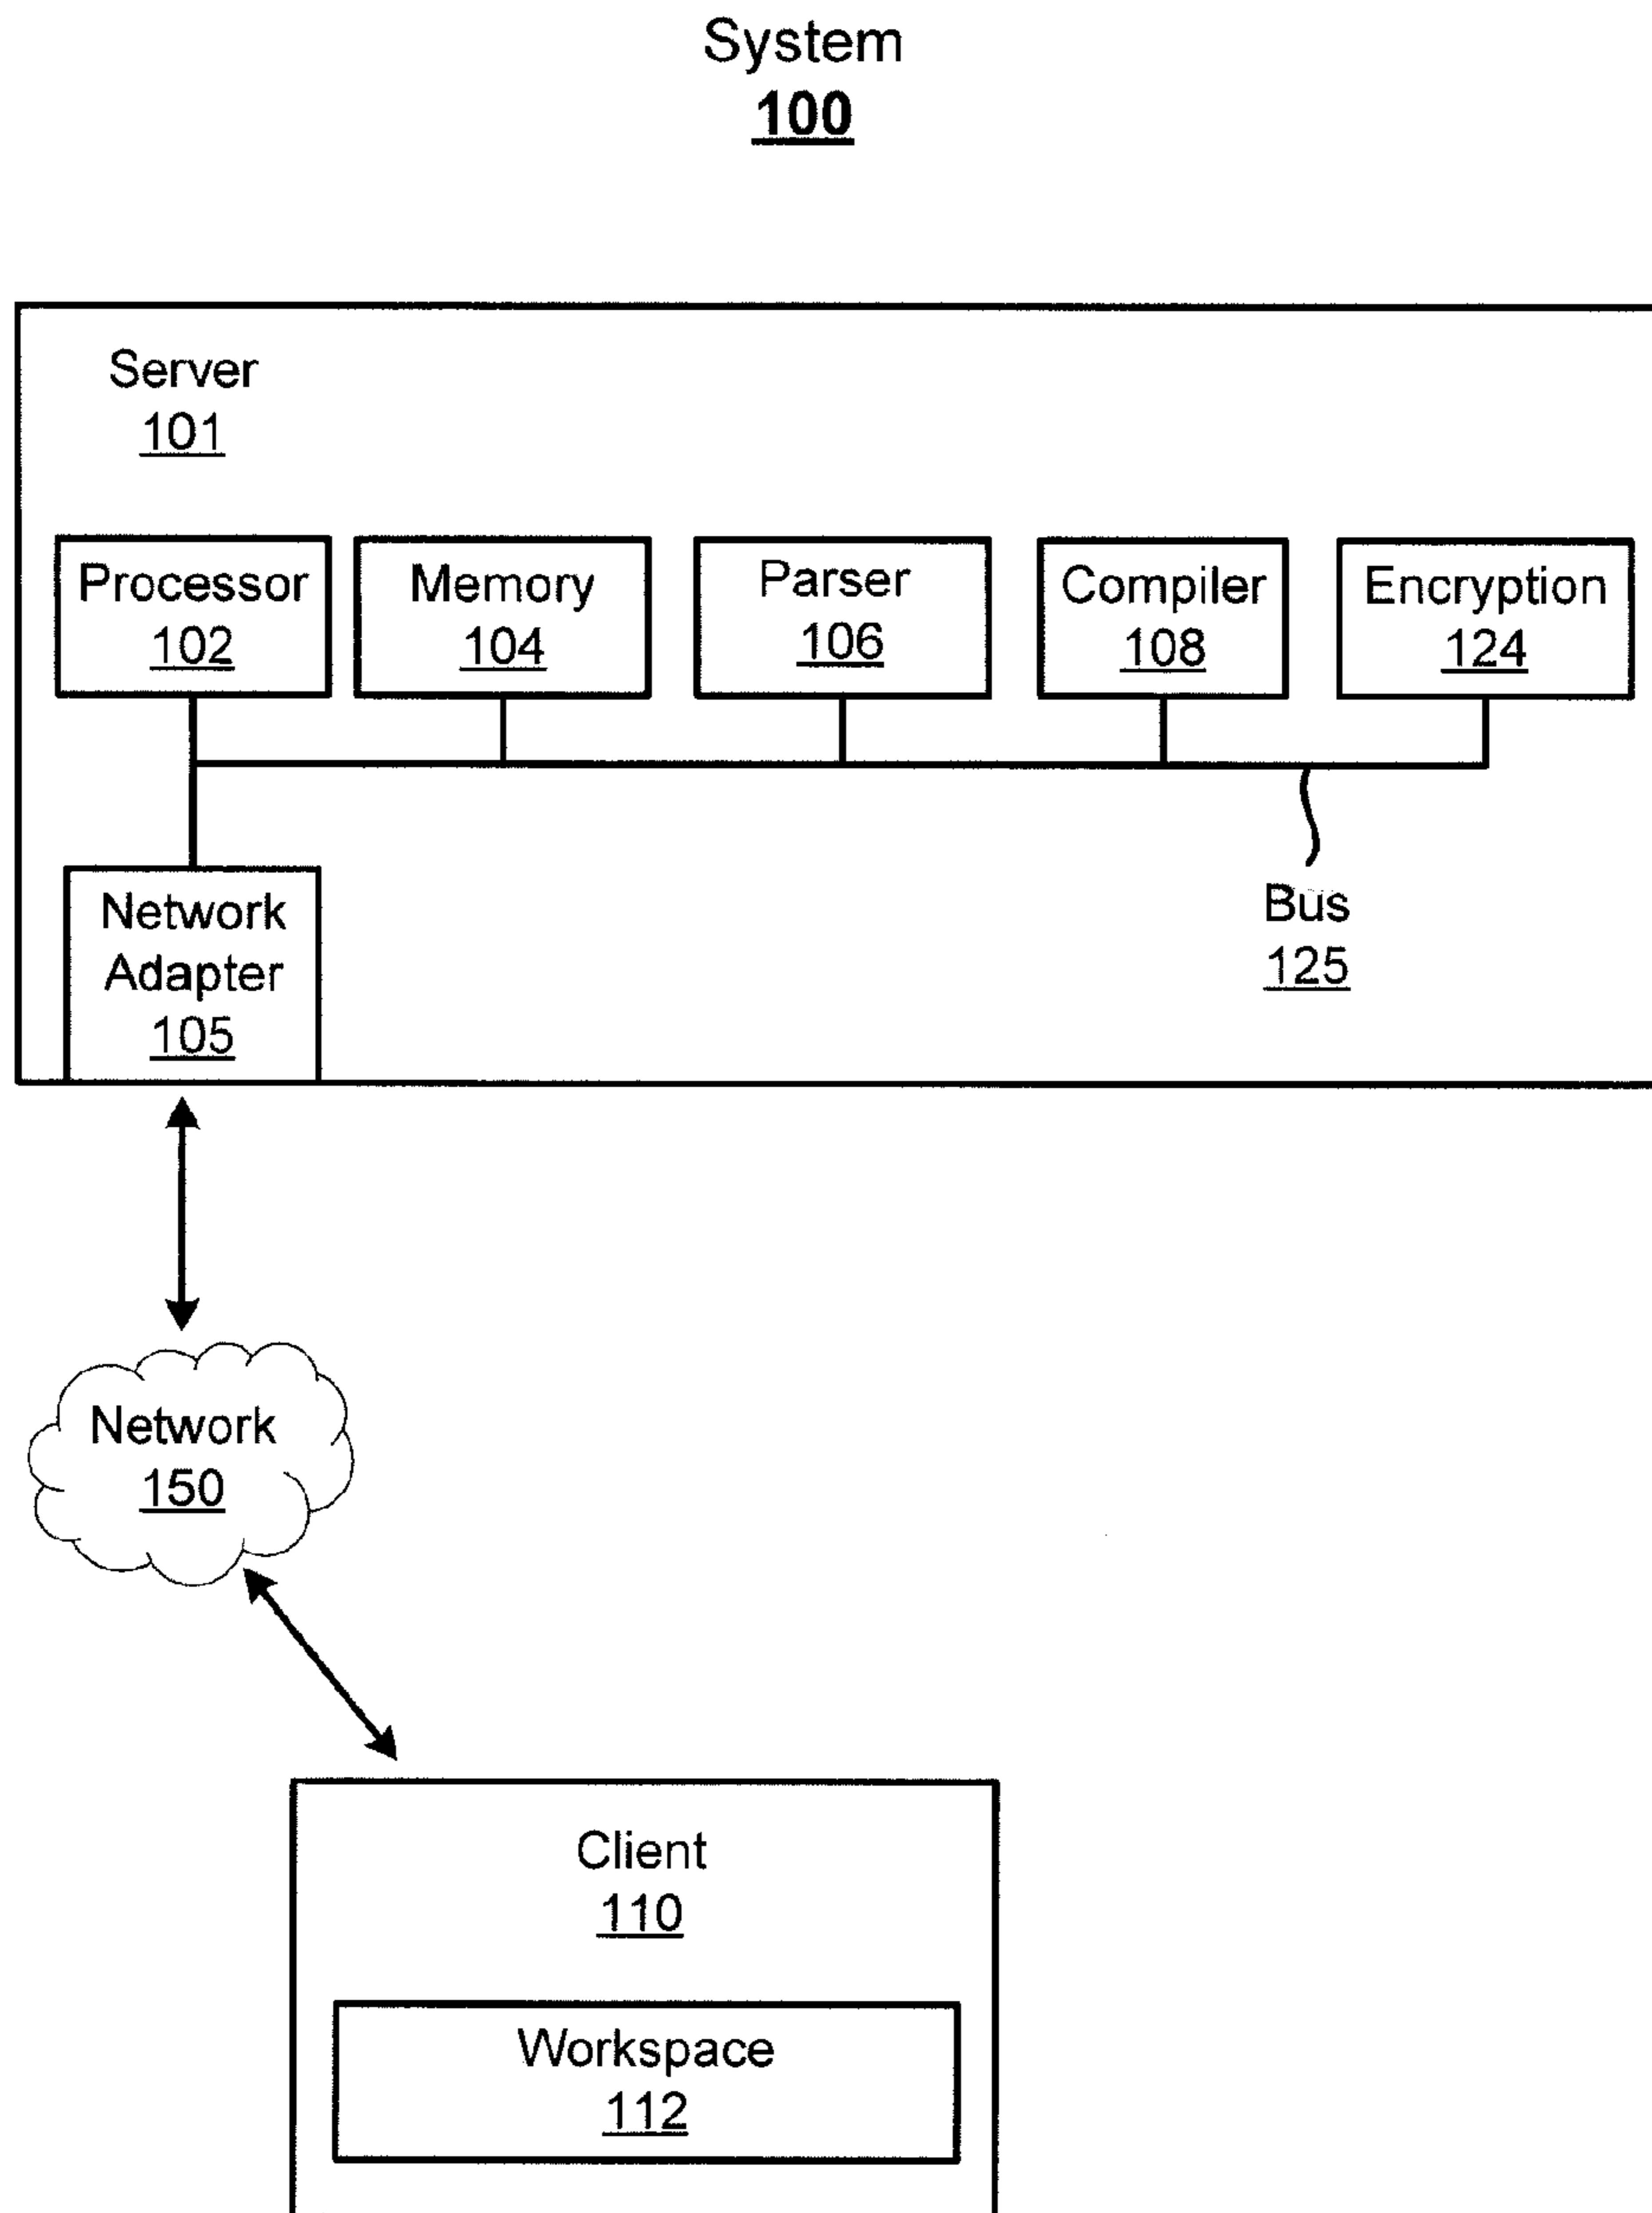 System
100
Server
101
Processor
102
Memory
104
Parser
106
Compiler
108
Encryption
124
Network
Adapter
105
Bus
125
Network
150
Client
110
Workspace
112